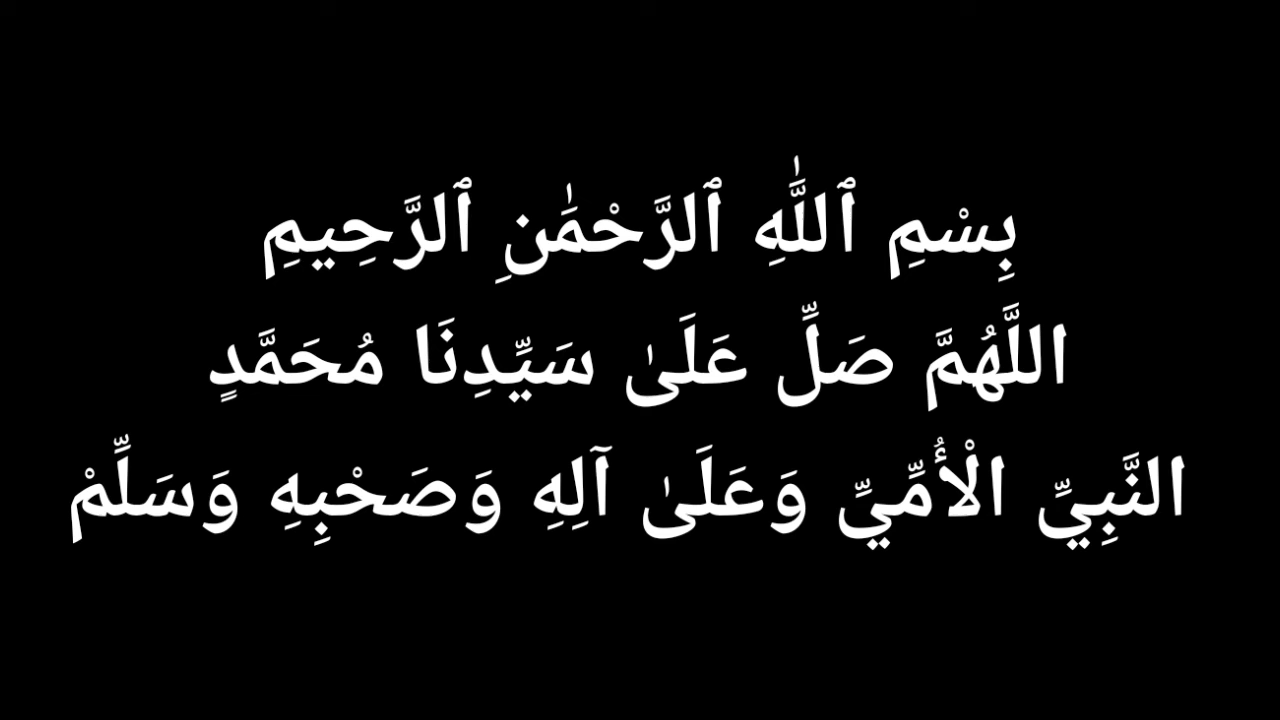 بِسْمِ ٱللَّٰهِ ٱلرَّحْمَٰنِ ٱلرَّحِيمِ
اللَّهُمَّ صَلِّ عَلَىٰ سَيِّدِنَا مُحَمَّدٍ
النَّبِيِّ الْأُمِّيِّ وَعَلَىٰ آلِهِ وَصَحْبِهِ وَسَلِّمْ